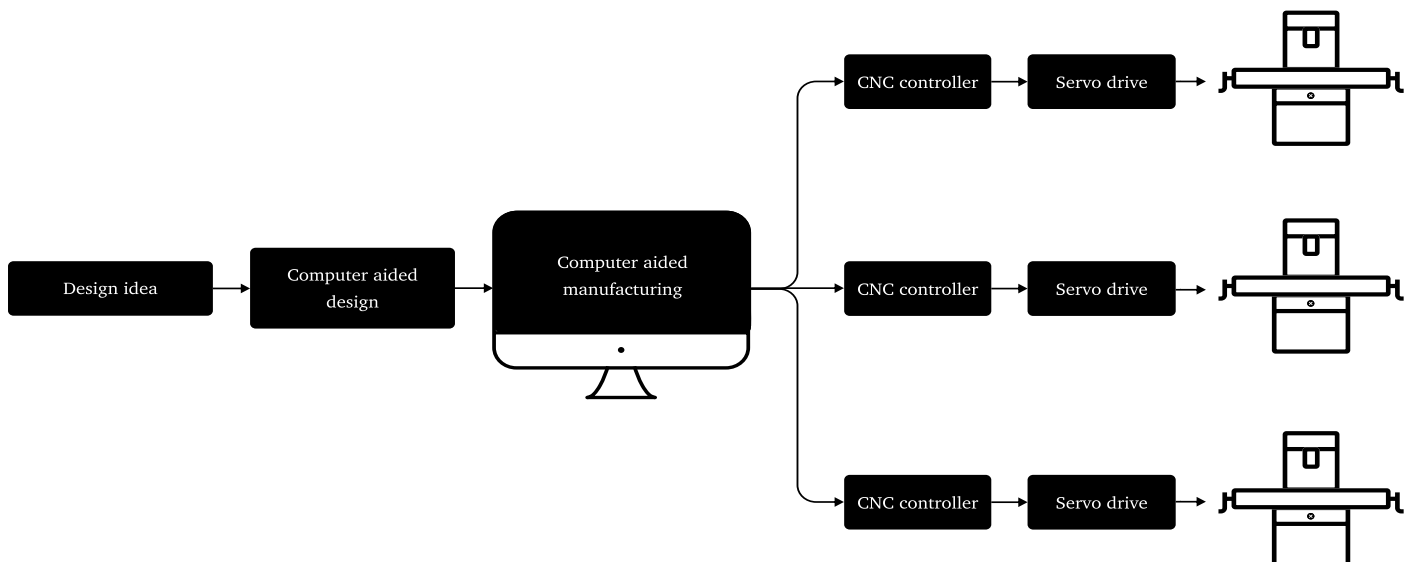 Design idea
Computer aided
design
Computer aided
manufacturing
CNC controller
Servo drive
CNC controller
Servo drive
CNC controller
Servo drive